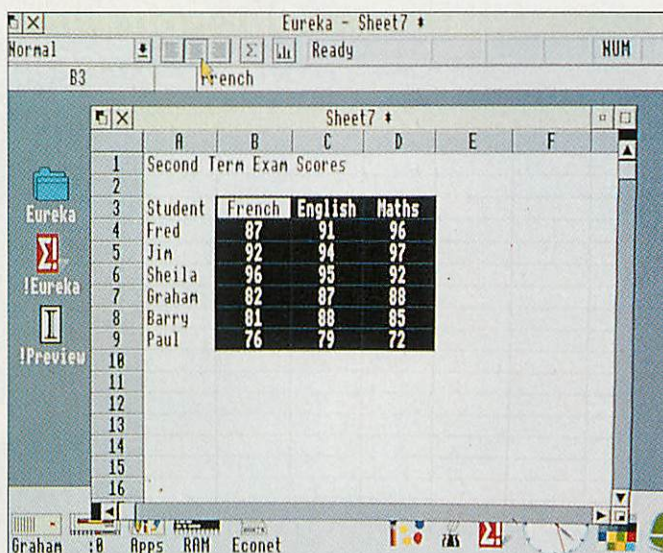 Eureka - Sheet7 *
Normal Σ Ready NUM
B3 French
Sheet7 *
A B C D E F
1 Second Term Exam Scores
2
3 Student French English Maths
4 Fred 87 91 96
5 Jim 92 94 97
6 Sheila 96 95 92
7 Graham 82 87 88
8 Barry 81 88 85
9 Paul 76 79 72
10
11
12
13
14
15
16
Eureka
Σ!
!Eureka
!Preview
Graham :0 Apps RAM Econet Σ!